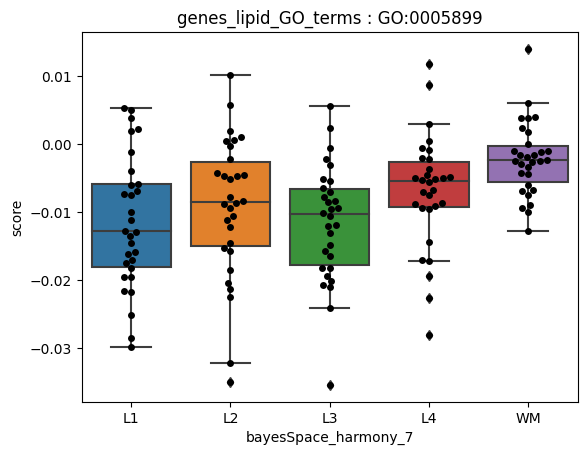 genes_lipid_GO_terms : GO:0005899
0.01
0.00
−0.01
−0.02
−0.03
score
L1 L2 L3 L4 WM
bayesSpace_harmony_7